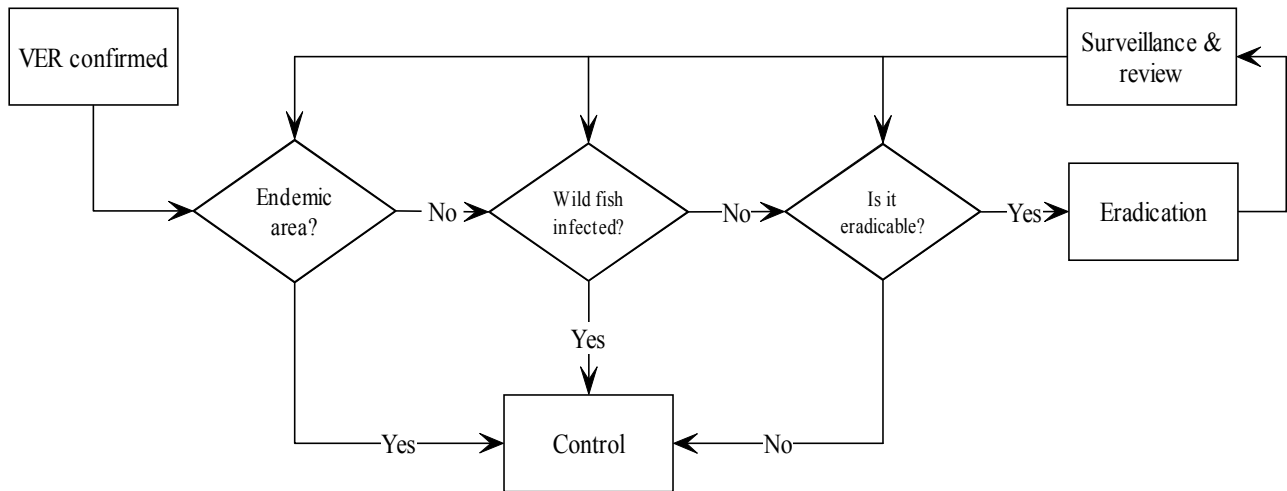 VER confirmed
Surveillance &
review
Endemic
area?
No
Wild fish
infected?
No
Is it
eradicable?
Yes
Eradication
Yes
Yes
Control
No